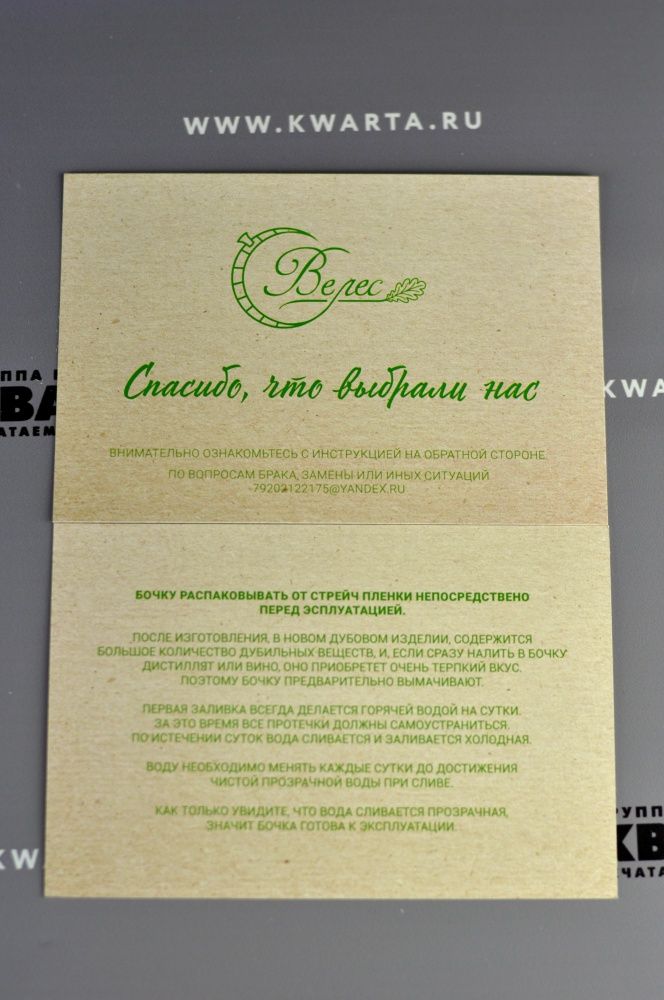 WWW.KWARTA.RU
Велес
Спасибо, что выбрали нас
ВНИМАТЕЛЬНО ОЗНАКОМЬТЕСЬ С ИНСТРУКЦИЕЙ НА ОБРАТНОЙ СТОРОНЕ.
ПО ВОПРОСАМ БРАКА, ЗАМЕНЫ ИЛИ ИНЫХ СИТУАЦИЙ
79202122175@YANDEX.RU
KWA
БОЧКУ РАСПАКОВЫВАТЬ ОТ СТРЕЙЧ ПЛЕНКИ НЕПОСРЕДСТВЕНО
ПЕРЕД ЭСПЛУАТАЦИЕЙ.
ПОСЛЕ ИЗГОТОВЛЕНИЯ, В НОВОМ ДУБОВОМ ИЗДЕЛИИ, СОДЕРЖИТСЯ
БОЛЬШОЕ КОЛИЧЕСТВО ДУБИЛЬНЫХ ВЕЩЕСТВ, И, ЕСЛИ СРАЗУ НАЛИТЬ В БОЧКУ
ДИСТИЛЛЯТ ИЛИ ВИНО, ОНО ПРИОБРЕТЕТ ОЧЕНЬ ТЕРПКИЙ ВКУС.
ПОЭТОМУ БОЧКУ ПРЕДВАРИТЕЛЬНО ВЫМАЧИВАЮТ.
ПЕРВАЯ ЗАЛИВКА ВСЕГДА ДЕЛАЕТСЯ ГОРЯЧЕЙ ВОДОЙ НА СУТКИ.
ЗА ЭТО ВРЕМЯ ВСЕ ПРОТЕЧКИ ДОЛЖНЫ САМОУСТРАНИТЬСЯ.
ПО ИСТЕЧЕНИИ СУТОК ВОДА СЛИВАЕТСЯ И ЗАЛИВАЕТСЯ ХОЛОДНАЯ.
ВОДУ НЕОБХОДИМО МЕНЯТЬ КАЖДЫЕ СУТКИ ДО ДОСТИЖЕНИЯ
ЧИСТОЙ ПРОЗРАЧНОЙ ВОДЫ ПРИ СЛИВЕ.
КАК ТОЛЬКО УВИДИТЕ, ЧТО ВОДА СЛИВАЕТСЯ ПРОЗРАЧНАЯ,
ЗНАЧИТ БОЧКА ГОТОВА К ЭКСПЛУАТАЦИИ.